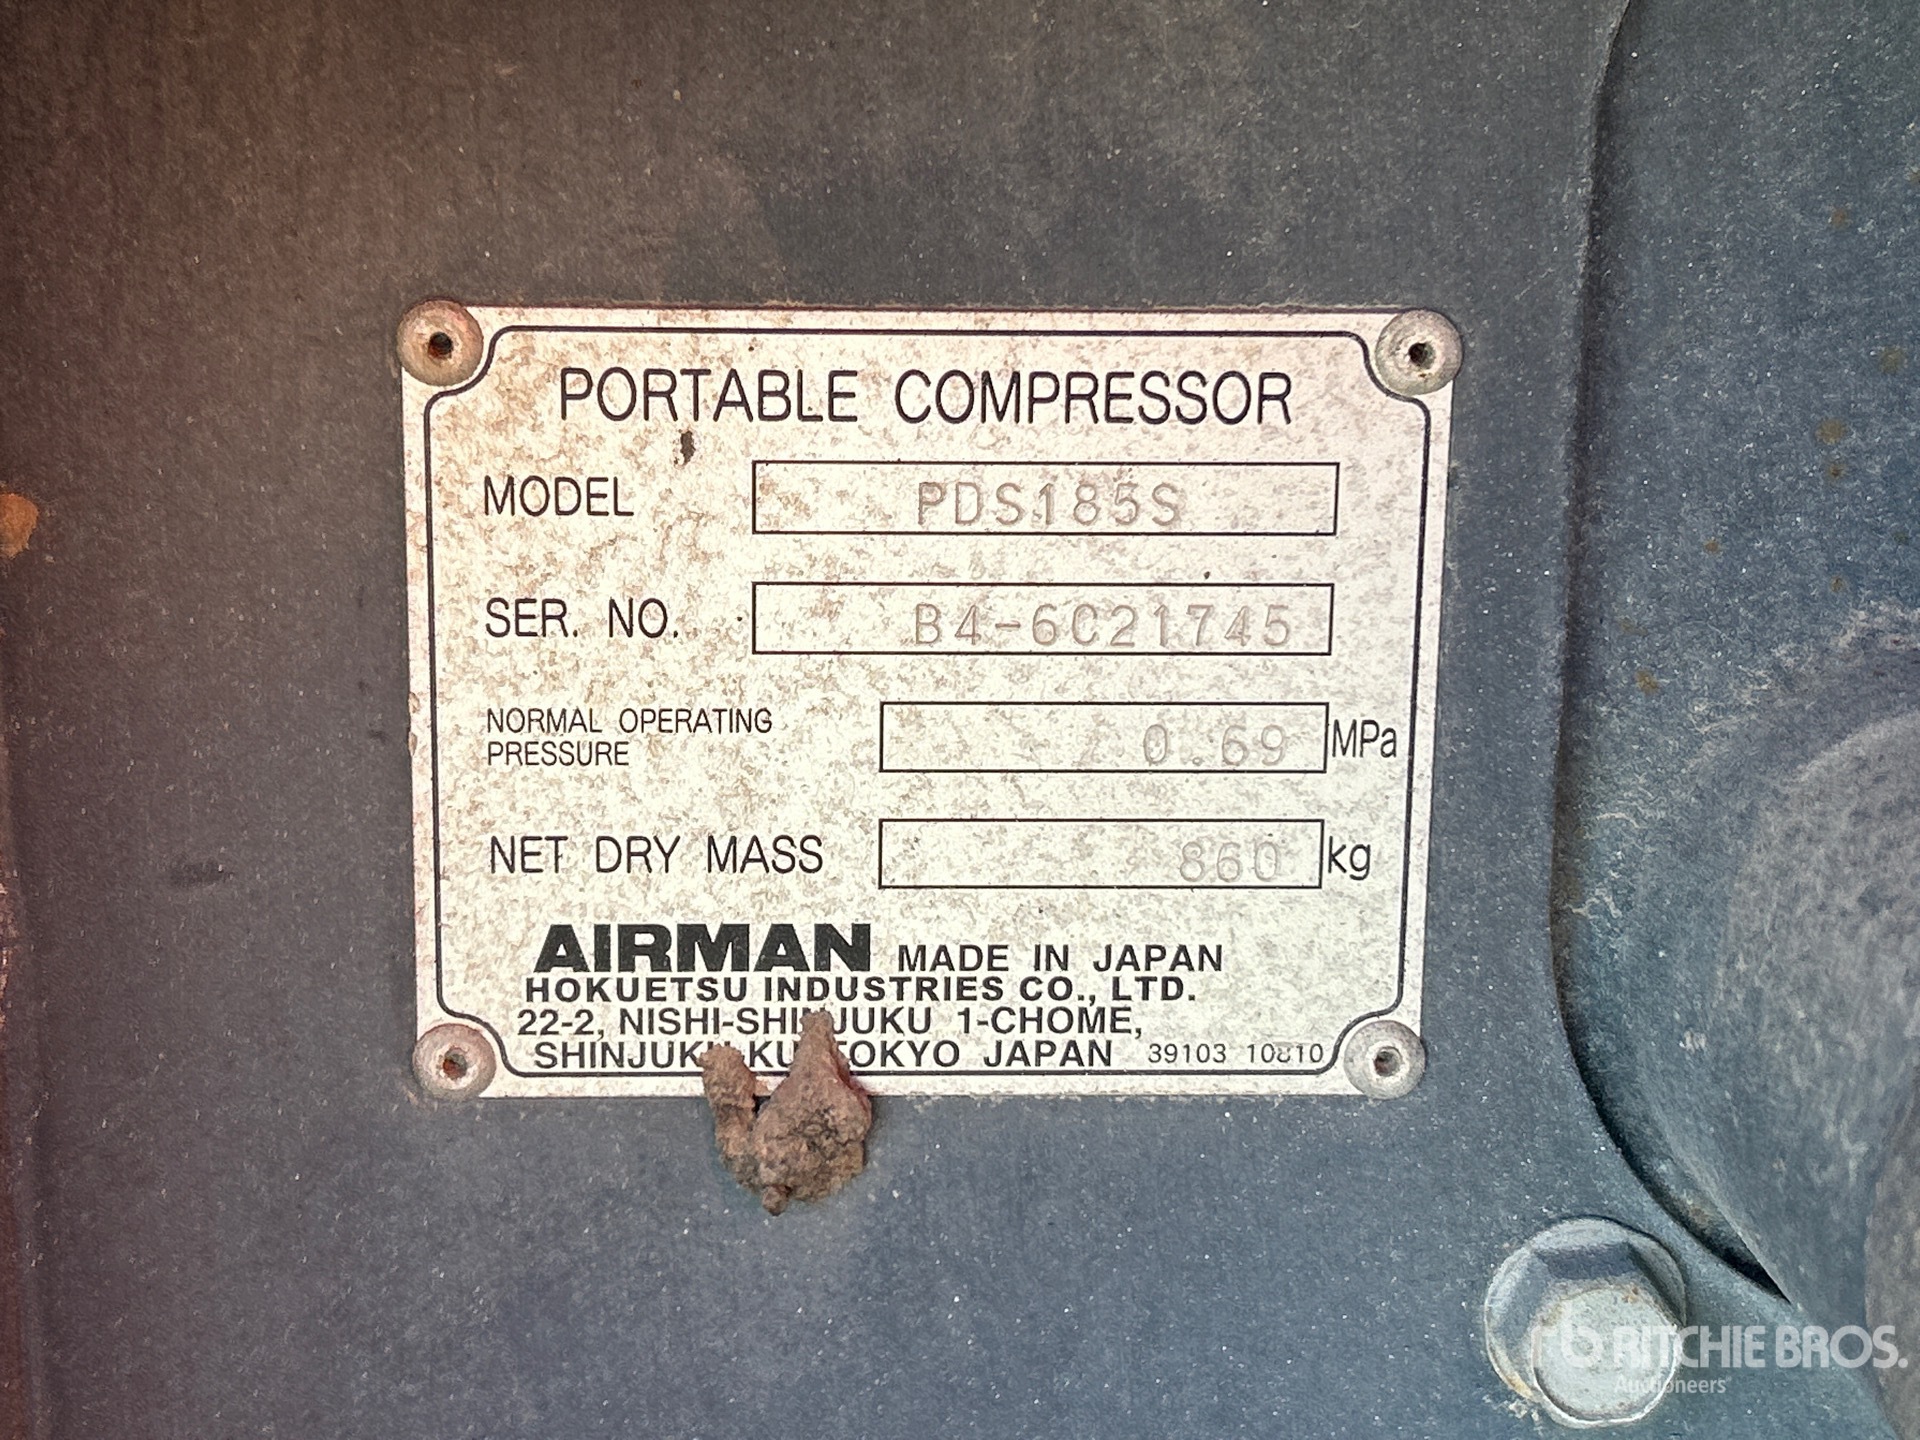 PORTABLE COMPRESSOR
MODEL PDS185S
SER. NO. B4-6C21745
NORMAL OPERATING
PRESSURE 0.69 MPa
NET DRY MASS 860 kg
AIRMAN MADE IN JAPAN
HOKUETSU INDUSTRIES CO., LTD.
22-2, NISHI-SHINJUKU 1-CHOME,
SHINJUKU-KU TOKYO JAPAN 39103 10810
RITCHIE BROS.
Auctioneers